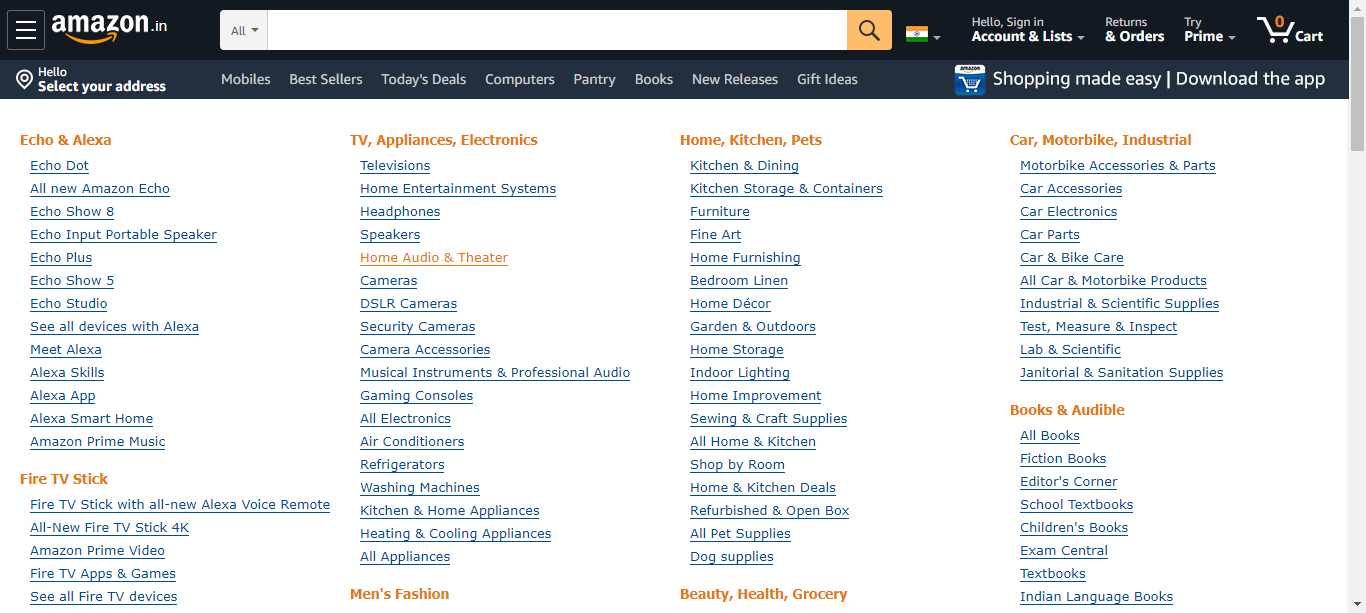 amazon.in
All
Hello, Sign in
Account & Lists
Returns
& Orders
Try
Prime
0
Cart
Hello
Select your address
Mobiles
Best Sellers
Today's Deals
Computers
Pantry
Books
New Releases
Gift Ideas
amazon
Shopping made easy | Download the app
Echo & Alexa
Echo Dot
All new Amazon Echo
Echo Show 8
Echo Input Portable Speaker
Echo Plus
Echo Show 5
Echo Studio
See all devices with Alexa
Meet Alexa
Alexa Skills
Alexa App
Alexa Smart Home
Amazon Prime Music
Fire TV Stick
Fire TV Stick with all-new Alexa Voice Remote
All-New Fire TV Stick 4K
Amazon Prime Video
Fire TV Apps & Games
See all Fire TV devices
TV, Appliances, Electronics
Televisions
Home Entertainment Systems
Headphones
Speakers
Home Audio & Theater
Cameras
DSLR Cameras
Security Cameras
Camera Accessories
Musical Instruments & Professional Audio
Gaming Consoles
All Electronics
Air Conditioners
Refrigerators
Washing Machines
Kitchen & Home Appliances
Heating & Cooling Appliances
All Appliances
Men's Fashion
Home, Kitchen, Pets
Kitchen & Dining
Kitchen Storage & Containers
Furniture
Fine Art
Home Furnishing
Bedroom Linen
Home Décor
Garden & Outdoors
Home Storage
Indoor Lighting
Home Improvement
Sewing & Craft Supplies
All Home & Kitchen
Shop by Room
Home & Kitchen Deals
Refurbished & Open Box
All Pet Supplies
Dog supplies
Beauty, Health, Grocery
Car, Motorbike, Industrial
Motorbike Accessories & Parts
Car Accessories
Car Electronics
Car Parts
Car & Bike Care
All Car & Motorbike Products
Industrial & Scientific Supplies
Test, Measure & Inspect
Lab & Scientific
Janitorial & Sanitation Supplies
Books & Audible
All Books
Fiction Books
Editor's Corner
School Textbooks
Children's Books
Exam Central
Textbooks
Indian Language Books